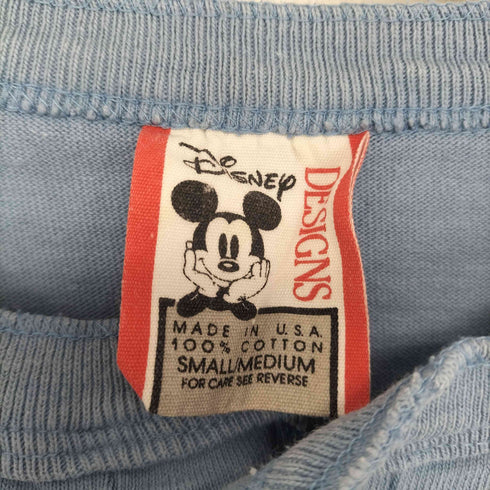 DISNEY
DESIGNS
MADE IN U.S.A.
100% COTTON
SMALL/MEDIUM
FOR CARE SEE REVERSE